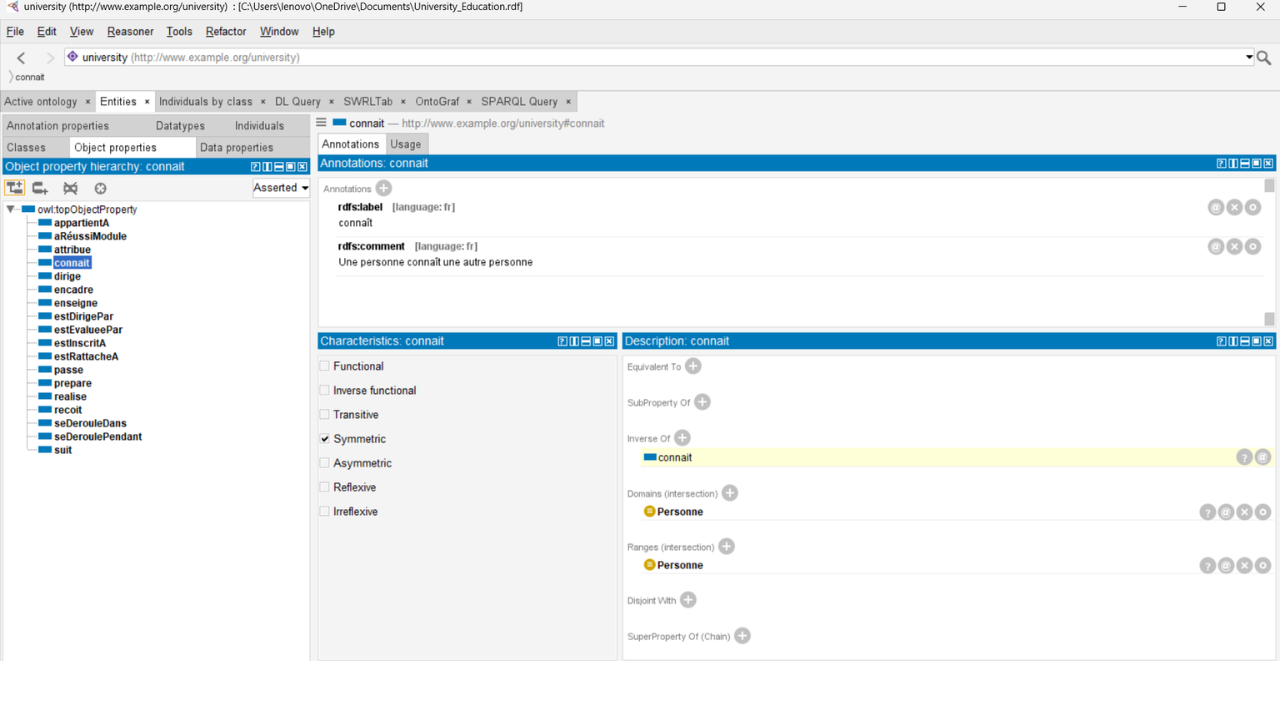 university (http://www.example.org/university) : [C:\Users\lenovo\OneDrive\Documents\University_Education.rdf]
File Edit View Reasoner Tools Refactor Window Help
university (http://www.example.org/university)
connait
Active ontology × Entities × Individuals by class × DL Query × SWRLTab × OntoGraf × SPARQL Query ×
Annotation properties Datatypes Individuals
Classes Object properties Data properties
Object property hierarchy: connait
Asserted
owl:topObjectProperty
appartientA
aRéussiModule
attribue
connait
dirige
encadre
enseigne
estDirigePar
estEvalueePar
estInscritA
estRattacheA
passe
prepare
realise
recoit
seDerouleDans
seDeroulePendant
suit
connait — http://www.example.org/university#connait
Annotations Usage
Annotations: connait
Annotations
rdfs:label [language: fr]
connaît
rdfs:comment [language: fr]
Une personne connaît une autre personne
Characteristics: connait
Functional
Inverse functional
Transitive
Symmetric
Asymmetric
Reflexive
Irreflexive
Description: connait
Equivalent To
SubProperty Of
Inverse Of
connait
Domains (intersection)
Personne
Ranges (intersection)
Personne
Disjoint With
SuperProperty Of (Chain)